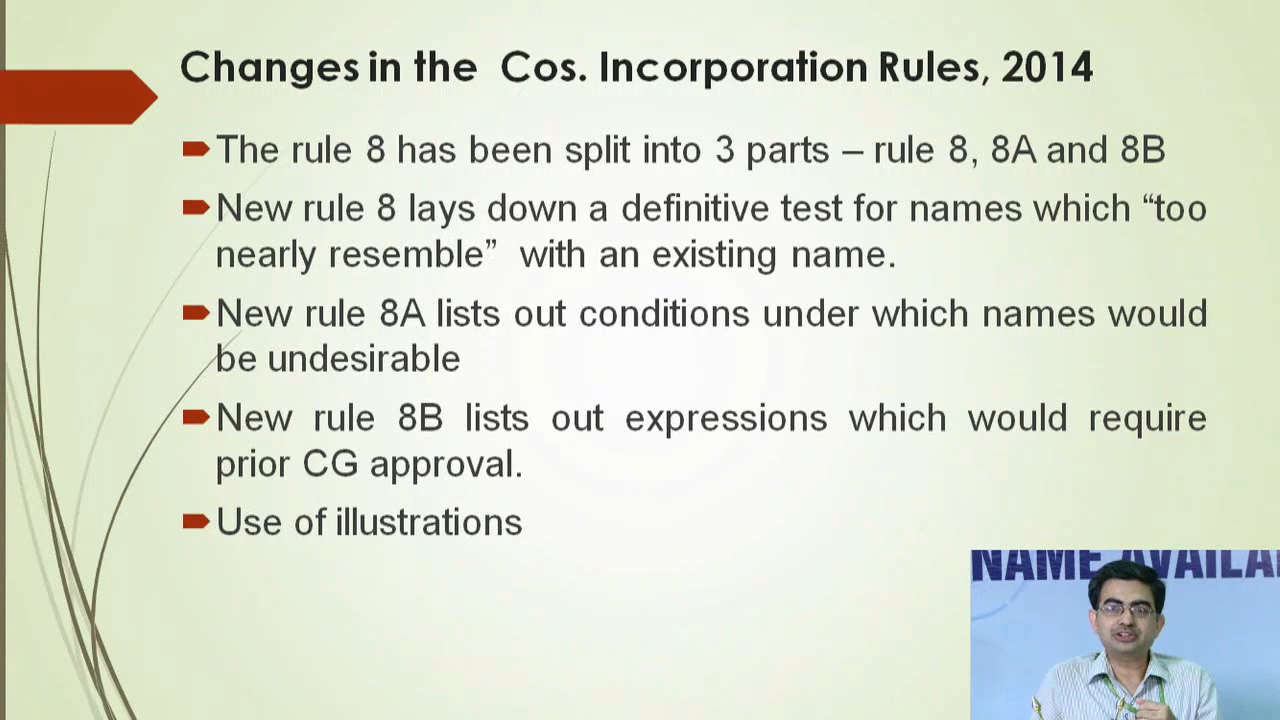 Changes in the Cos. Incorporation Rules, 2014
The rule 8 has been split into 3 parts – rule 8, 8A and 8B
New rule 8 lays down a definitive test for names which “too
nearly resemble” with an existing name.
New rule 8A lists out conditions under which names would
be undesirable
New rule 8B lists out expressions which would require
prior CG approval.
Use of illustrations
NAME AVAILA